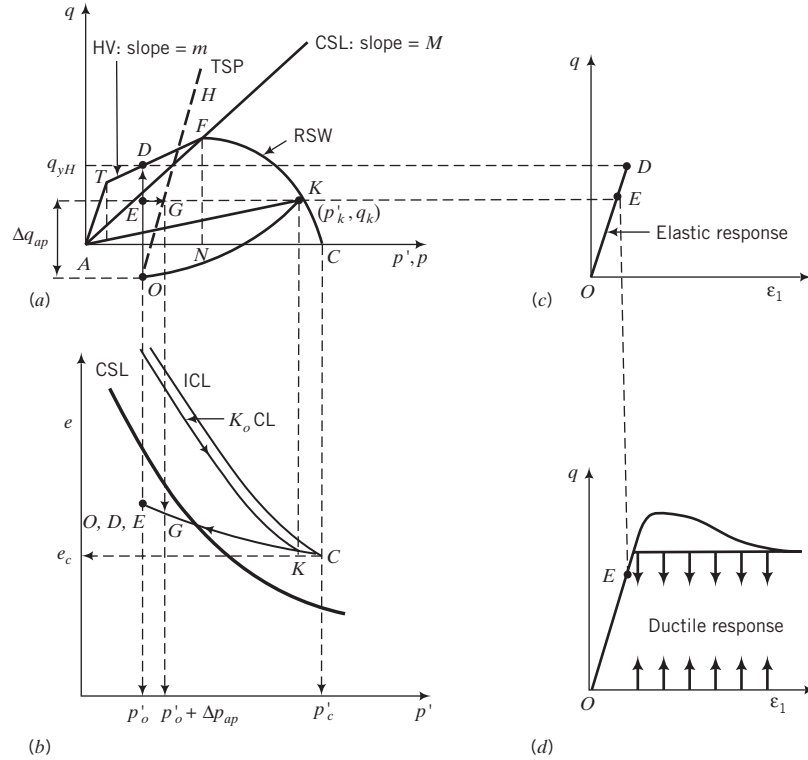 q
HV: slope = m
TSP
CSL: slope = M
H
F
RSW
D
q_yH
T
K
E
G
(p'_k, q_k)
Δq_ap
A
N
C
p', p
O
(a)
q
D
E
Elastic response
O
ε_1
(c)
CSL
ICL
e
K_o CL
O, D, E
G
e_c
K
C
p'_o
p'_o + Δp_ap
p'_c
p'
(b)
q
E
Ductile response
O
ε_1
(d)